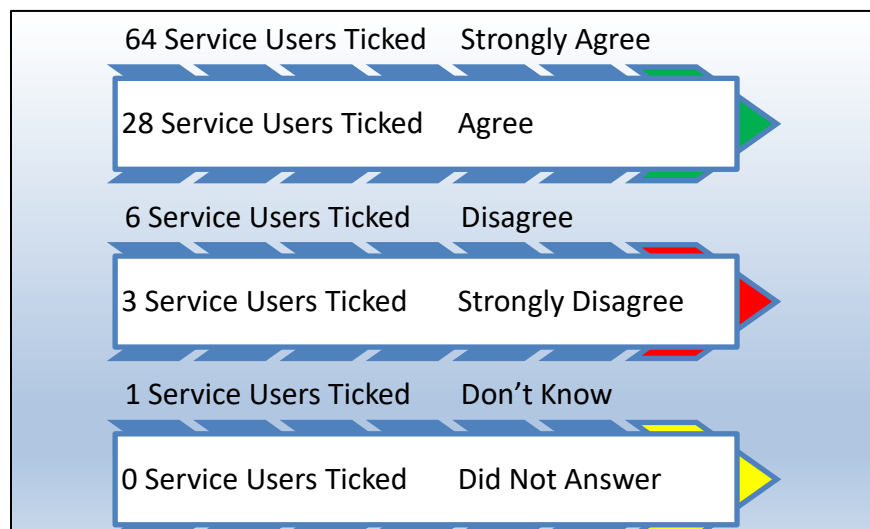 64 Service Users Ticked Strongly Agree
28 Service Users Ticked Agree
6 Service Users Ticked Disagree
3 Service Users Ticked Strongly Disagree
1 Service Users Ticked Don’t Know
0 Service Users Ticked Did Not Answer